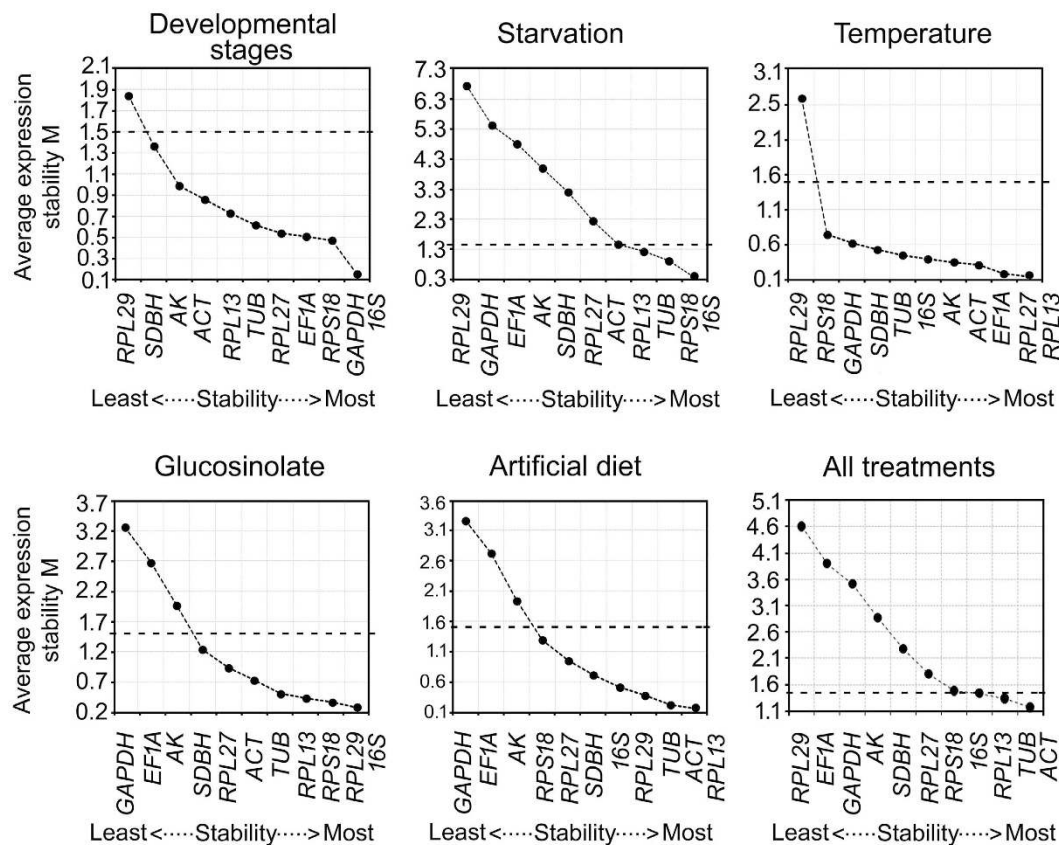 Developmental
stages
Average expression
stability M
2.1
1.9
1.7
1.5
1.3
1.1
0.9
0.7
0.5
0.3
0.1
RPL29
SDBH
AK
ACT
RPL13
TUB
RPL27
EF1A
RPS18
GAPDH
16S
Least <·····Stability·····> Most
Starvation
7.3
6.3
5.3
4.3
3.3
2.3
1.3
0.3
RPL29
GAPDH
EF1A
AK
SDBH
RPL27
ACT
RPL13
TUB
RPS18
16S
Least <·····Stability·····> Most
Temperature
3.1
2.5
2.1
1.6
1.1
0.6
0.1
RPL29
RPS18
GAPDH
SDBH
TUB
16S
AK
ACT
EF1A
RPL27
RPL13
Least <·····Stability·····> Most
Glucosinolate
Average expression
stability M
3.7
3.2
2.7
2.2
1.7
1.2
0.7
0.2
GAPDH
EF1A
AK
SDBH
RPL27
ACT
TUB
RPL13
RPS18
RPL29
16S
Least <·····Stability·····> Most
Artificial diet
3.6
3.1
2.6
2.1
1.6
1.1
0.6
0.1
GAPDH
EF1A
AK
RPS18
RPL27
SDBH
16S
RPL29
TUB
ACT
RPL13
Least <·····Stability·····> Most
All treatments
5.1
4.6
4.1
3.6
3.1
2.6
2.1
1.6
1.1
RPL29
EF1A
GAPDH
AK
SDBH
RPL27
RPS18
16S
RPL13
TUB
ACT
Least <·····Stability·····> Most